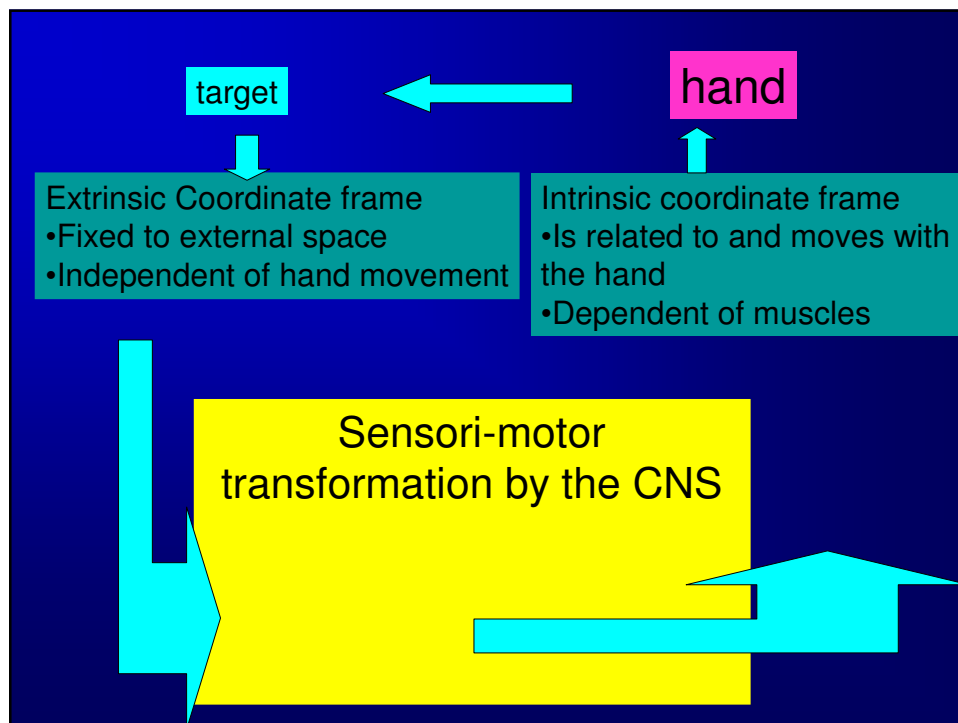 target
hand
Extrinsic Coordinate frame
•Fixed to external space
•Independent of hand movement
Intrinsic coordinate frame
•Is related to and moves with
the hand
•Dependent of muscles
Sensori-motor
transformation by the CNS